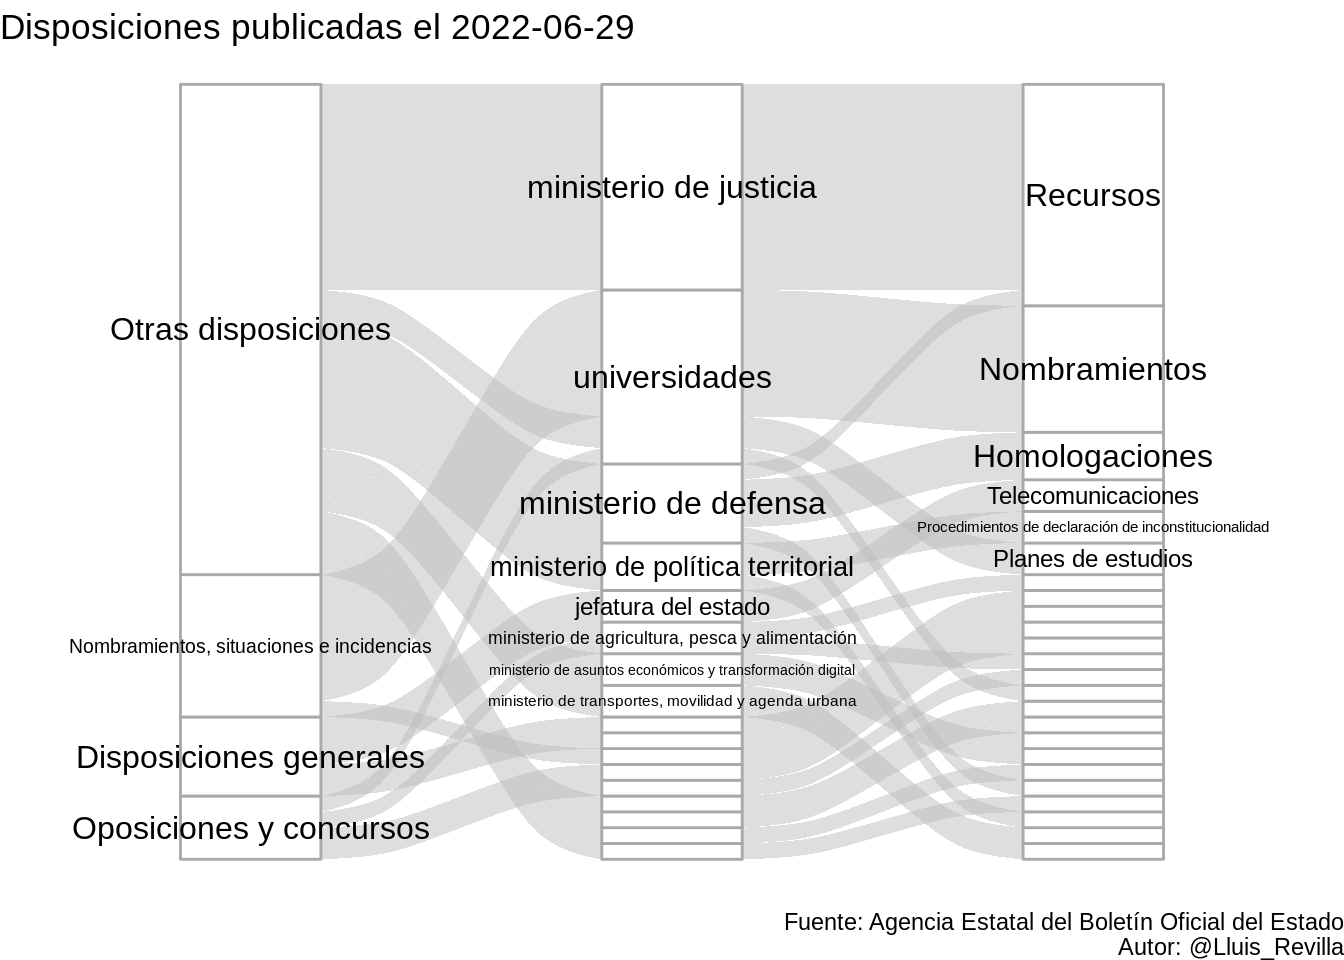 Disposiciones publicadas el 2022-06-29
Otras disposiciones
Nombramientos, situaciones e incidencias
Disposiciones generales
Oposiciones y concursos
ministerio de justicia
universidades
ministerio de defensa
ministerio de política territorial
jefatura del estado
ministerio de agricultura, pesca y alimentación
ministerio de asuntos económicos y transformación digital
ministerio de transportes, movilidad y agenda urbana
Recursos
Nombramientos
Homologaciones
Telecomunicaciones
Procedimientos de declaración de inconstitucionalidad
Planes de estudios
Fuente: Agencia Estatal del Boletín Oficial del Estado
Autor: @Lluis_Revilla